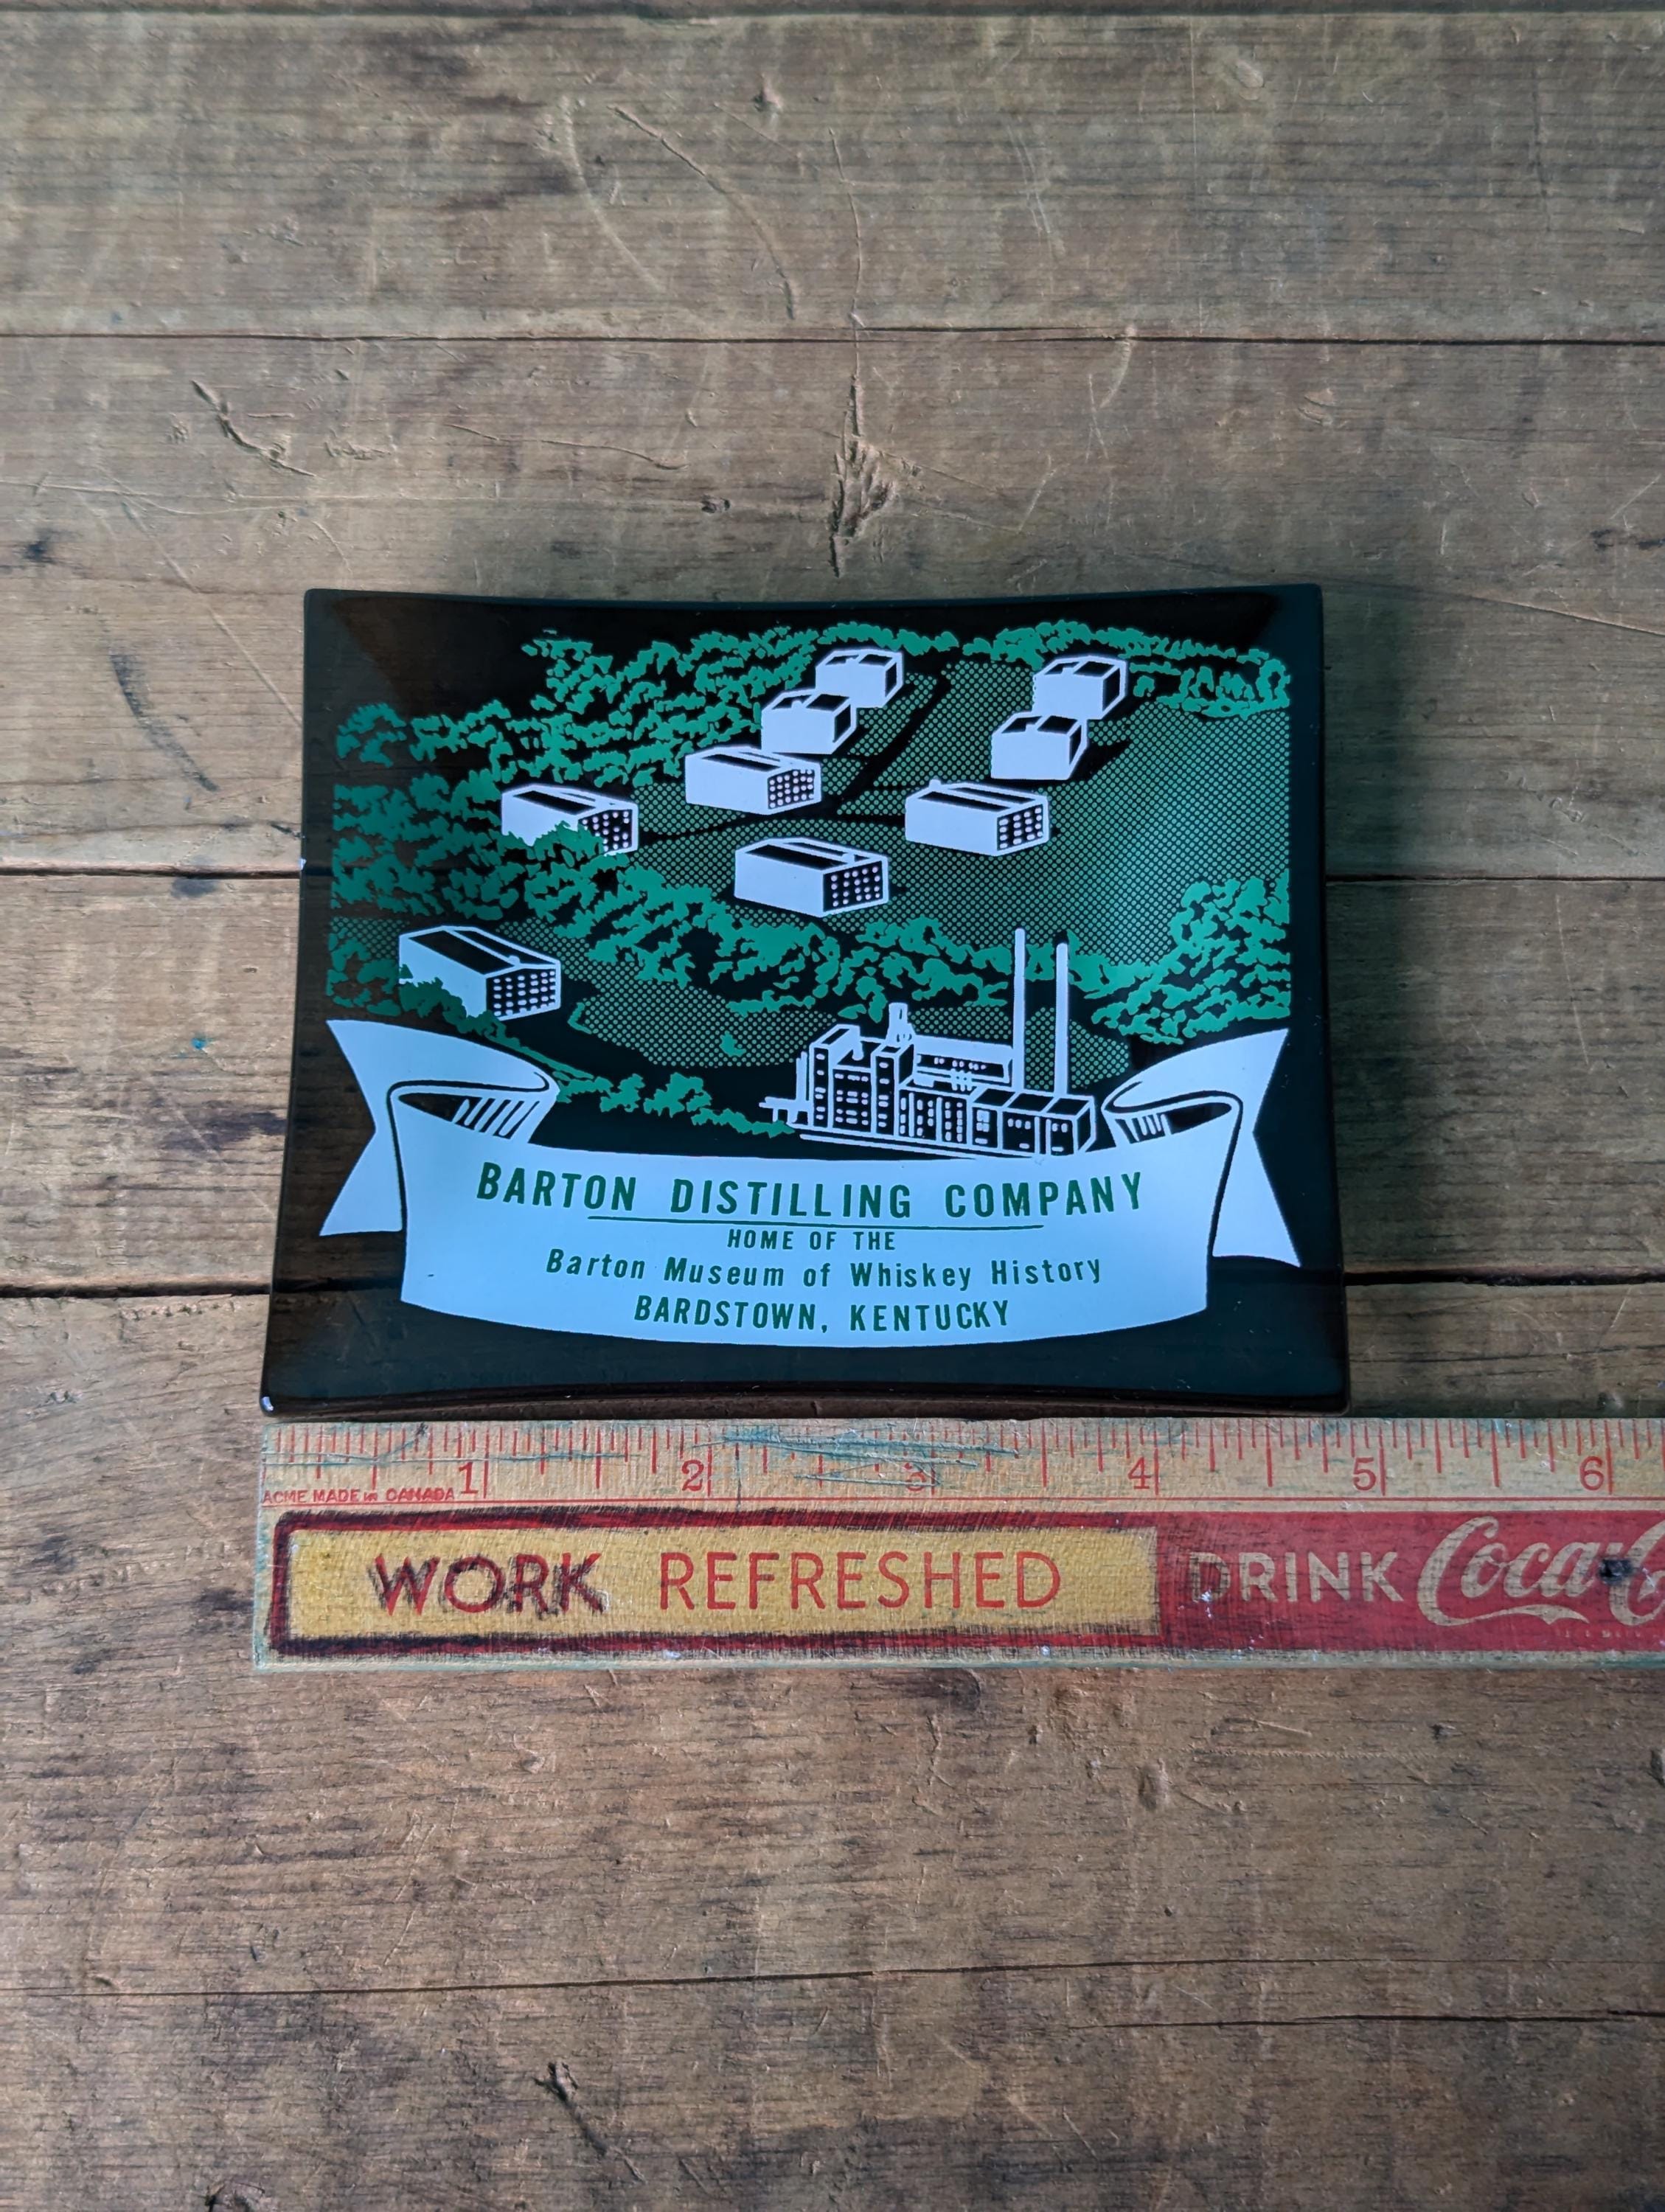 BARTON DISTILLING COMPANY
HOME OF THE
Barton Museum of Whiskey History
BARDSTOWN, KENTUCKY
1 2 3 4 5 6
ACME MADE in CANADA
WORK REFRESHED DRINK